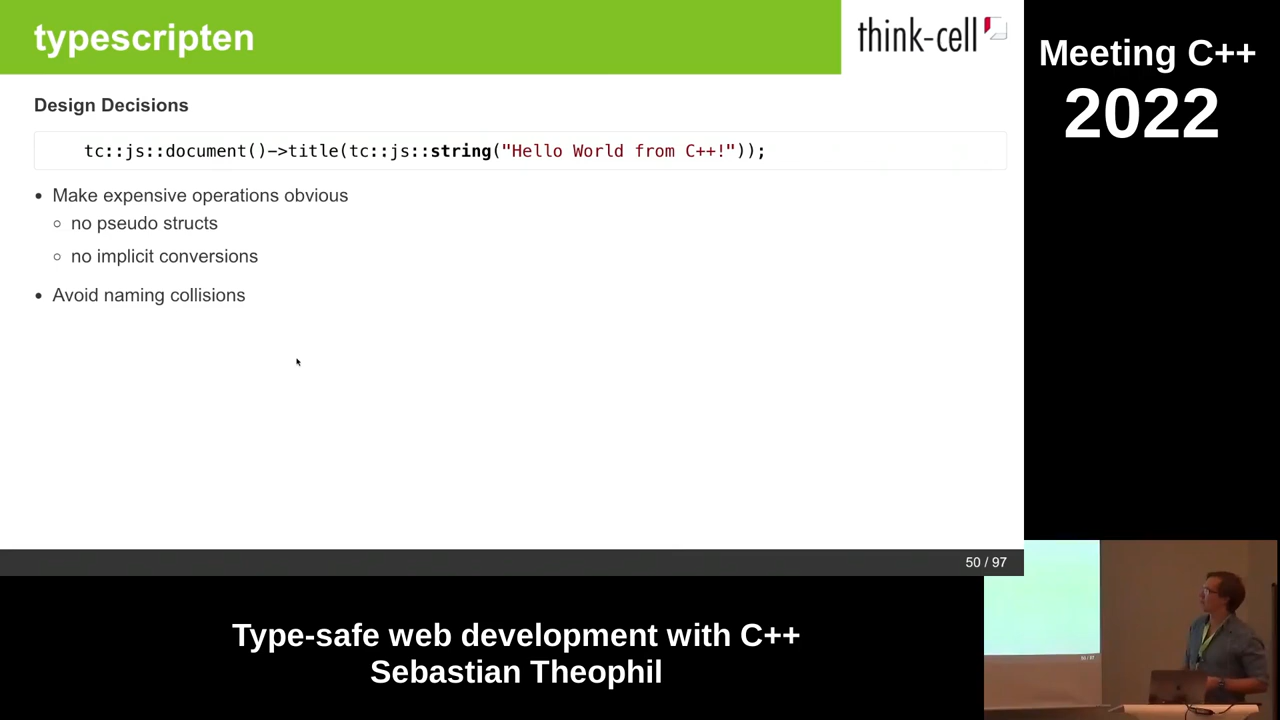 typescripten
think-cell
Meeting C++
2022
Design Decisions
tc::js::document()->title(tc::js::string("Hello World from C++!"));
• Make expensive operations obvious
◦ no pseudo structs
◦ no implicit conversions
• Avoid naming collisions
50 / 97
Type-safe web development with C++
Sebastian Theophil
50 / 97